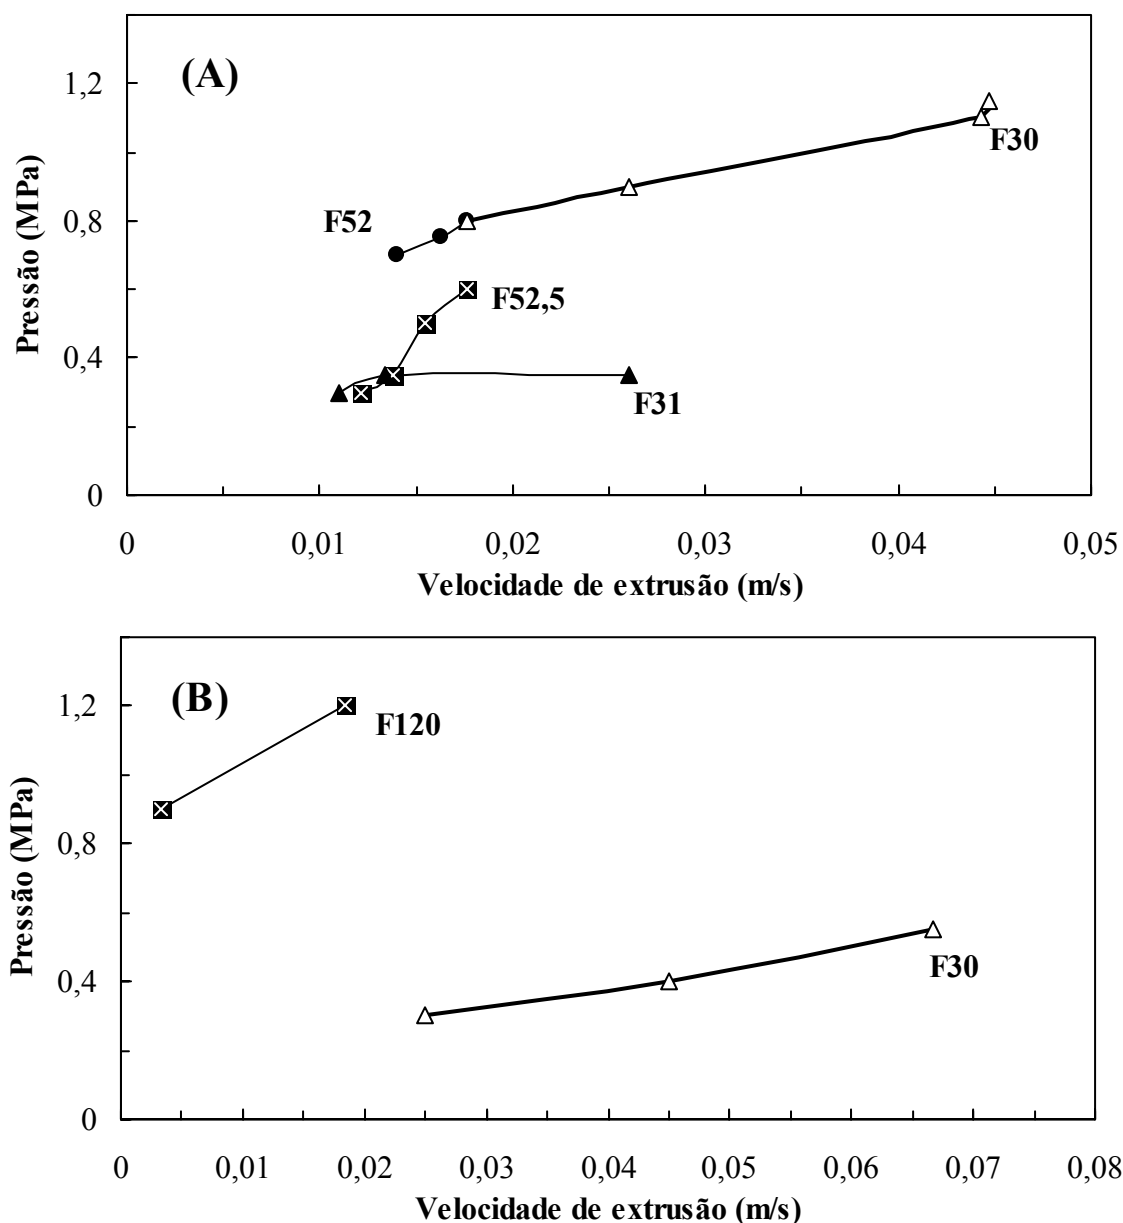 (A)
1,2
0,8
0,4
0
Pressão (MPa)
F30
F52
F52,5
F31
0 0,01 0,02 0,03 0,04 0,05
Velocidade de extrusão (m/s)
(B)
1,2
0,8
0,4
0
Pressão (MPa)
F120
F30
0 0,01 0,02 0,03 0,04 0,05 0,06 0,07 0,08
Velocidade de extrusão (m/s)